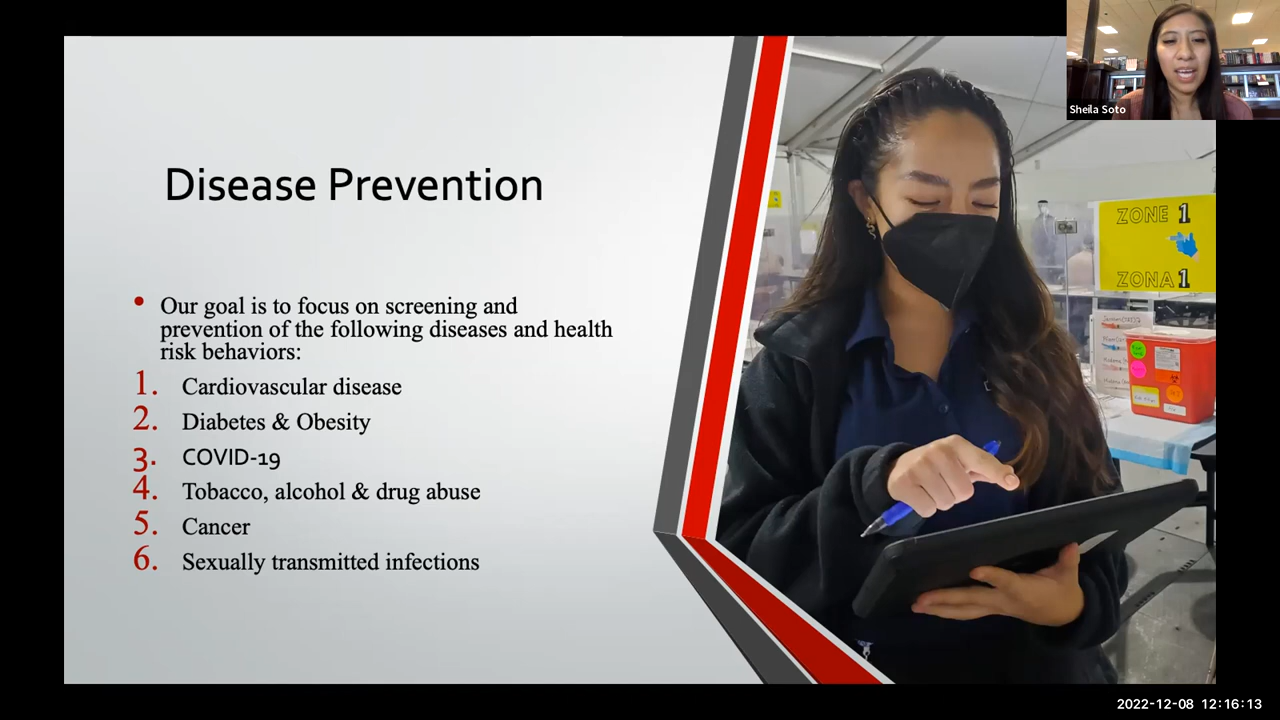 Sheila Soto
Disease Prevention
• Our goal is to focus on screening and
prevention of the following diseases and health
risk behaviors:
1. Cardiovascular disease
2. Diabetes & Obesity
3. COVID-19
4. Tobacco, alcohol & drug abuse
5. Cancer
6. Sexually transmitted infections
ZONE 1
ZONA 1
2022-12-08 12:16:13